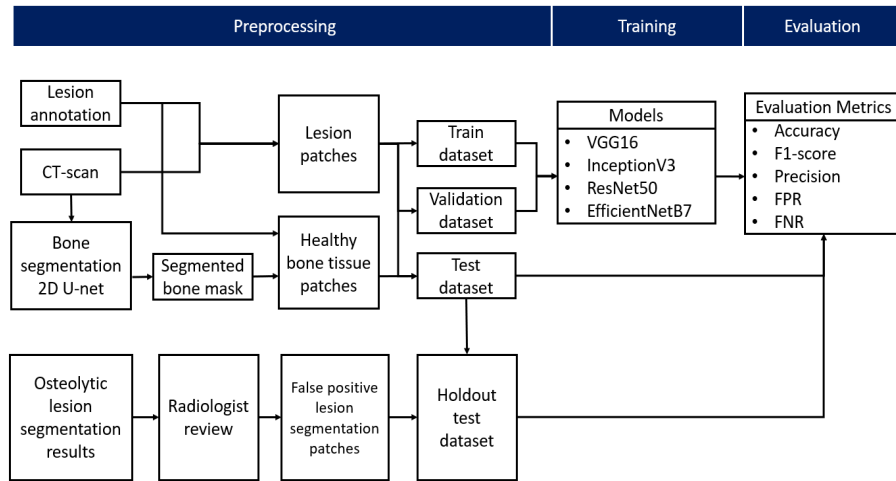 Preprocessing
Training
Evaluation
Lesion
annotation
CT-scan
Bone
segmentation
2D U-net
Segmented
bone mask
Lesion
patches
Healthy
bone tissue
patches
Train
dataset
Validation
dataset
Test
dataset
Models
• VGG16
• InceptionV3
• ResNet50
• EfficientNetB7
Evaluation Metrics
• Accuracy
• F1-score
• Precision
• FPR
• FNR
Osteolytic
lesion
segmentation
results
Radiologist
review
False positive
lesion
segmentation
patches
Holdout
test
dataset